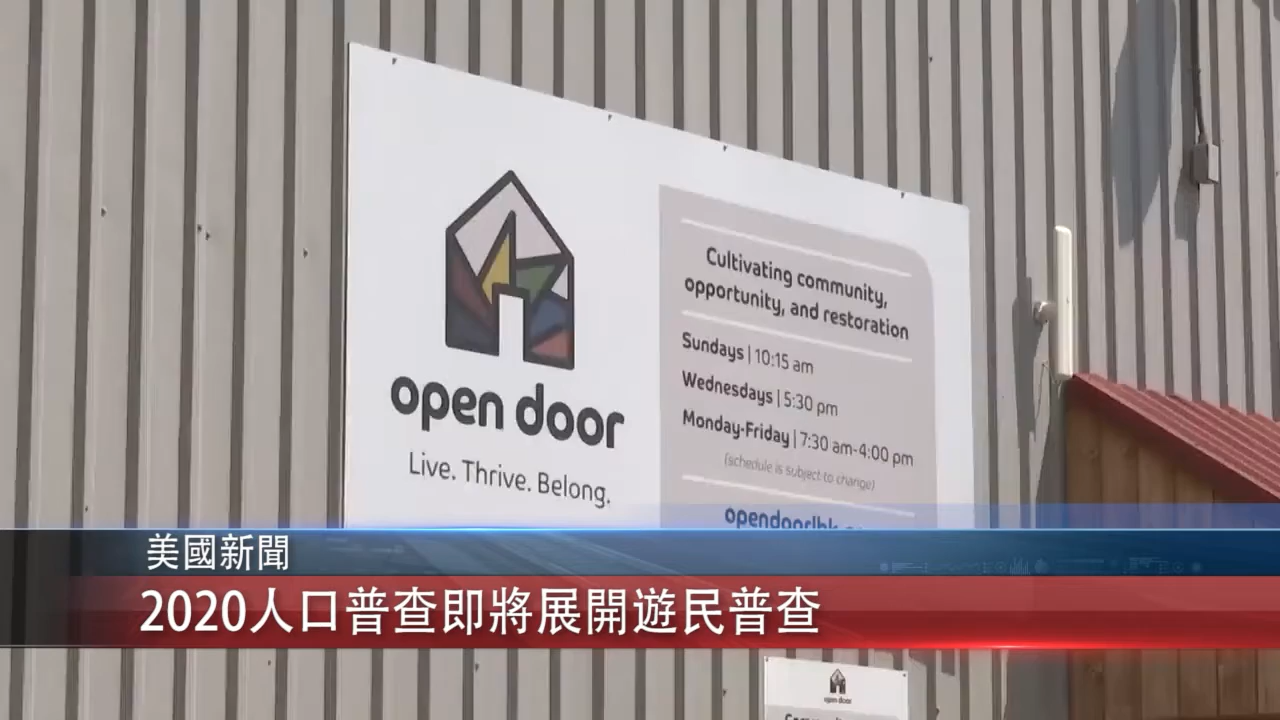 open door
Live. Thrive. Belong.
Cultivating community,
opportunity, and restoration
Sundays | 10:15 am
Wednesdays | 5:30 pm
Monday-Friday | 7:30 am-4:00 pm
(schedule is subject to change)
美國新聞
2020人口普查即將展開遊民普查
open door